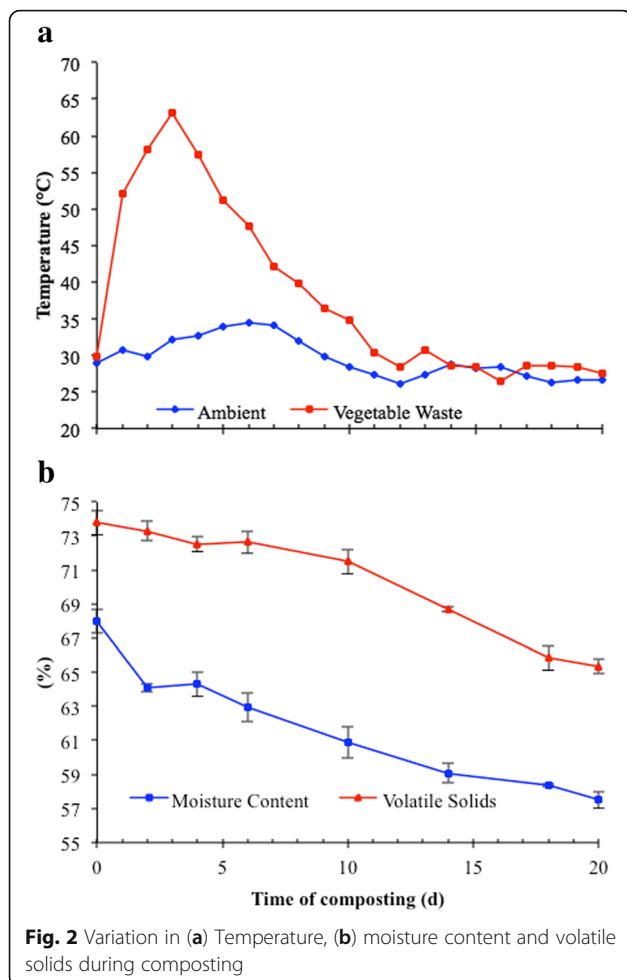 a
70
65
60
55
50
45
40
35
30
25
20
Temperature (°C)
Ambient Vegetable Waste
b
75
73
71
69
67
65
63
61
59
57
55
(%)
Moisture Content Volatile Solids
0 5 10 15 20
Time of composting (d)
Fig. 2 Variation in (a) Temperature, (b) moisture content and volatile
solids during composting